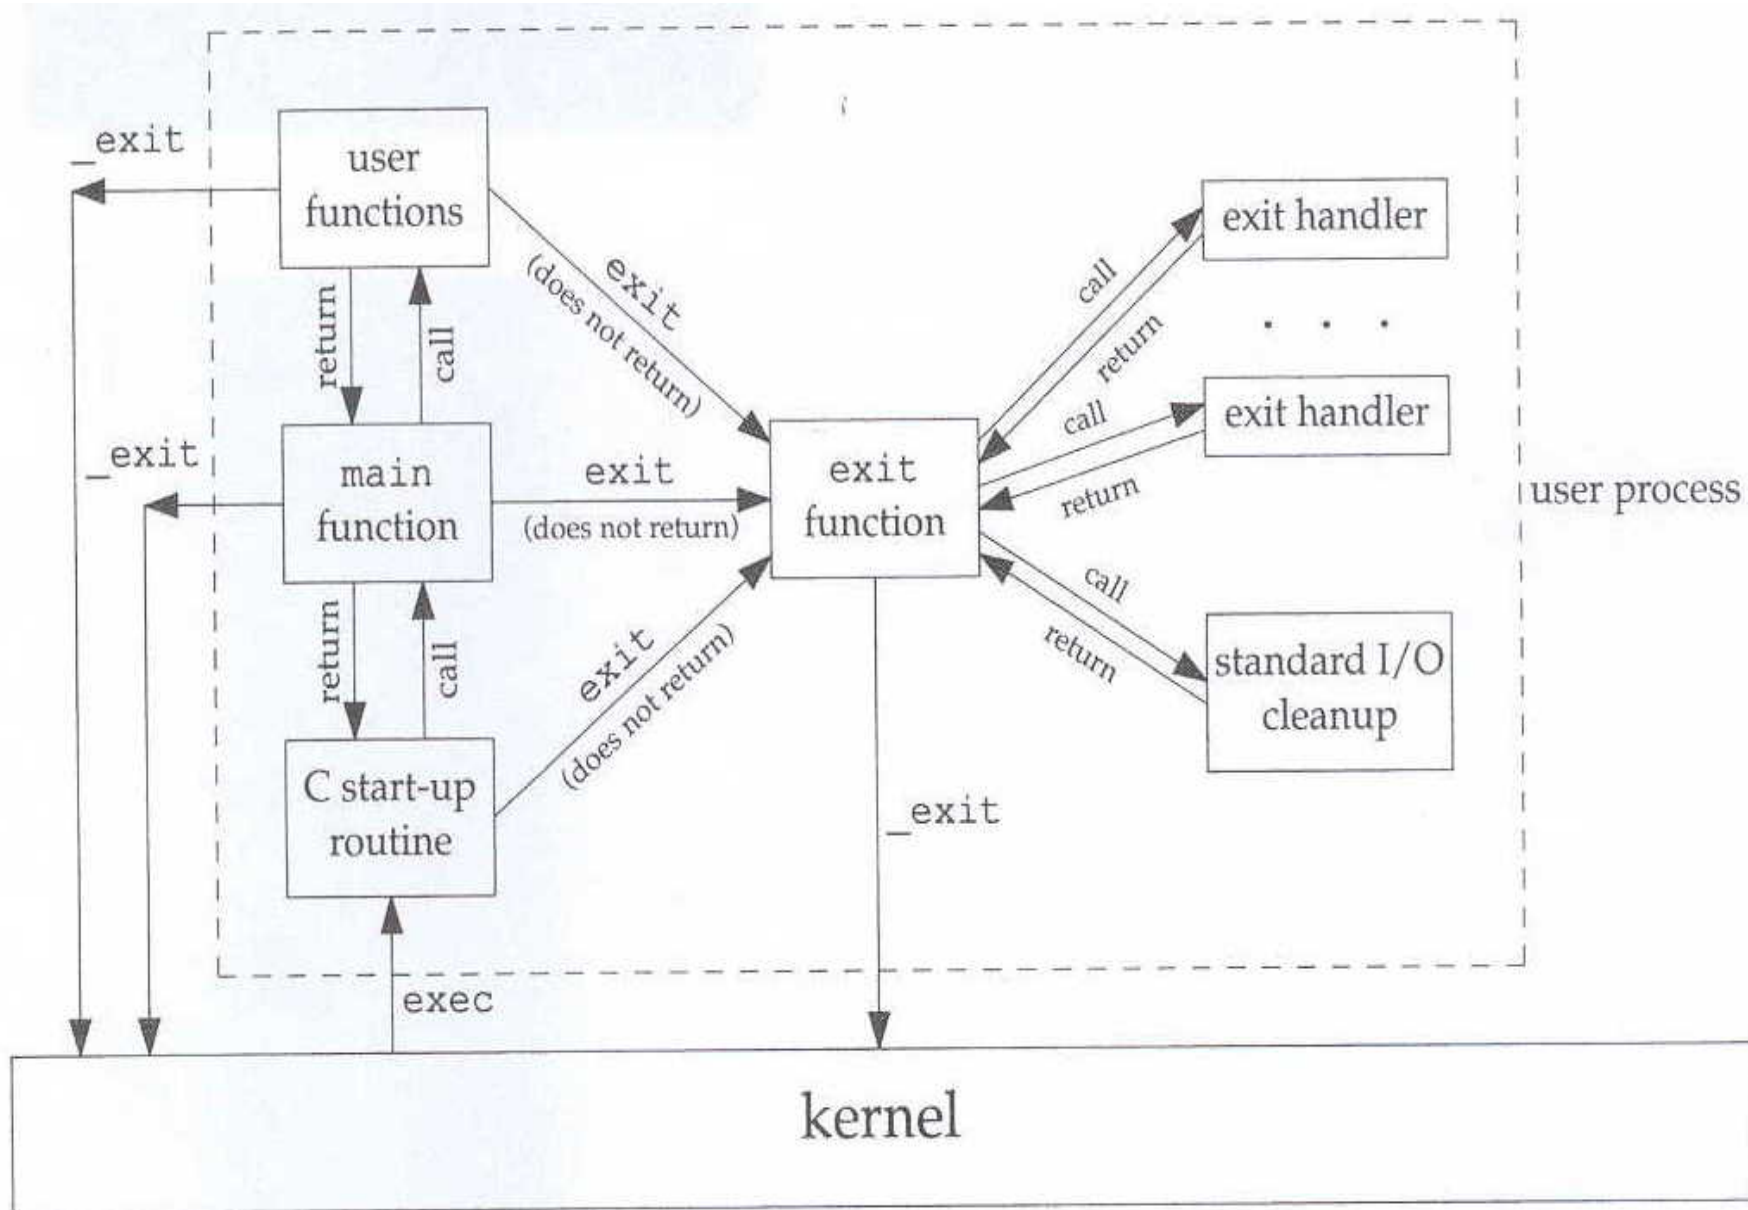 _exit
user
functions
exit
(does not return)
return
call
call
return
exit handler
. . .
call
return
exit handler
_exit
main
function
exit
(does not return)
exit
function
user process
return
call
exit
(does not return)
call
return
standard I/O
cleanup
C start-up
routine
_exit
exec
kernel